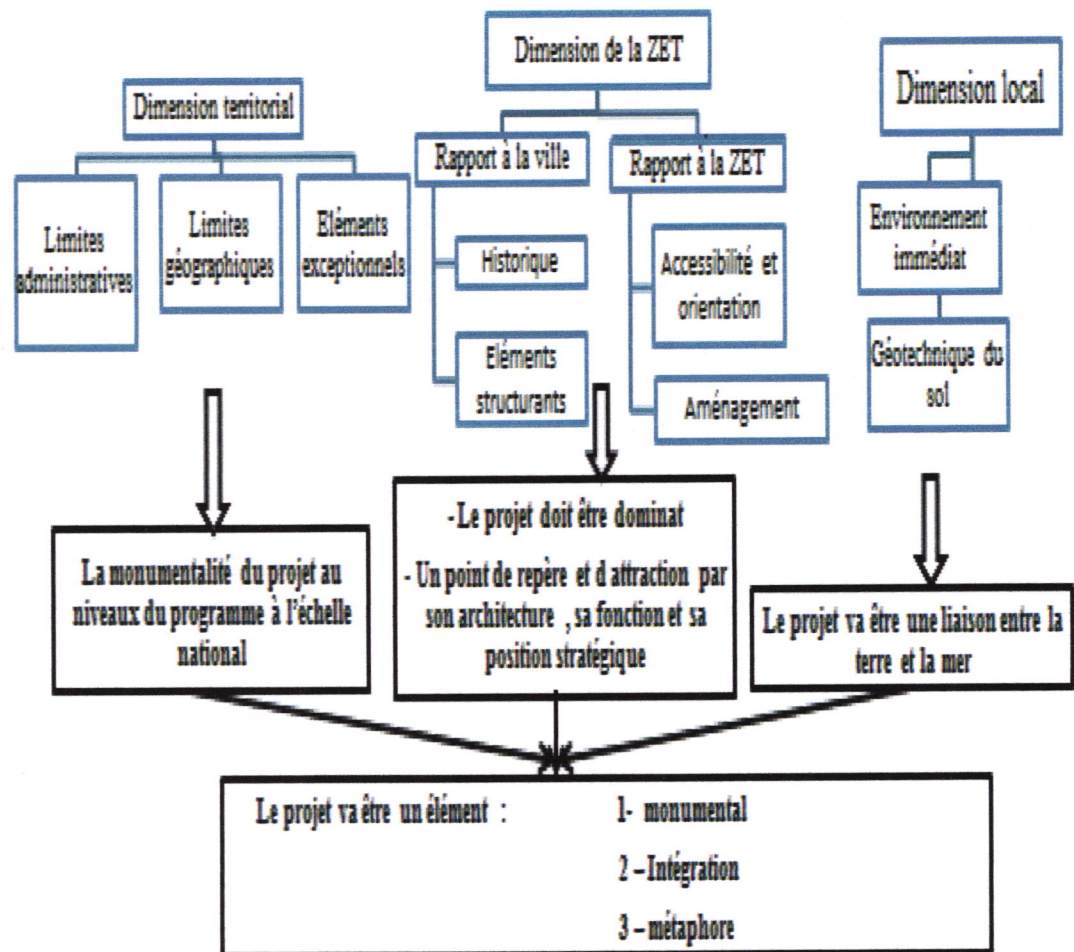 Dimension territorial
Limites
administratives
Limites
géographiques
Eléments
exceptionnels
Dimension de la ZET
Rapport à la ville
Historique
Eléments
structurants
Rapport à la ZET
Accessibilité et
orientation
Aménagement
Dimension local
Environnement
immédiat
Géotechnique du
sol
La monumentalité du projet au
niveaux du programme à l'échelle
national
- Le projet doit être dominat
- Un point de repère et d attraction par
son architecture , sa fonction et sa
position stratégique
Le projet va être une liaison entre la
terre et la mer
Le projet va être un élément : 1- monumental
2 – Intégration
3 – métaphore